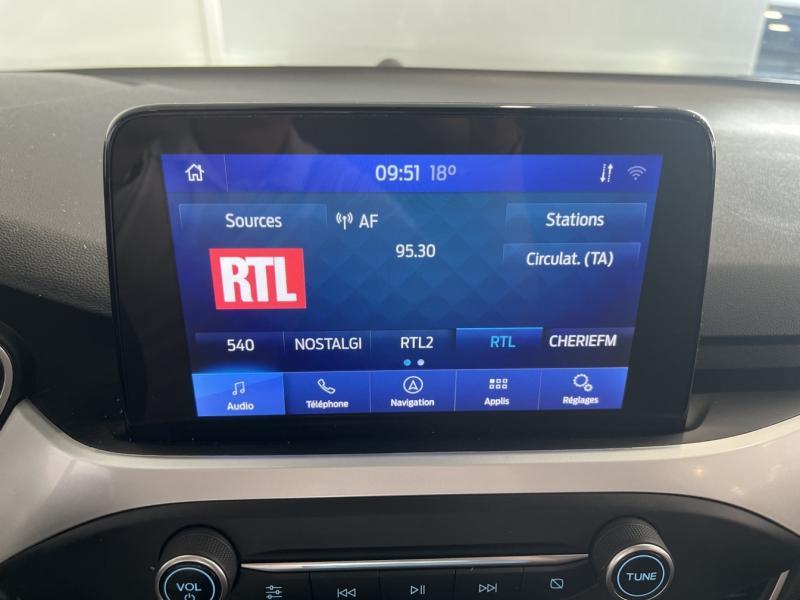 09:51 18°
Sources AF Stations
95.30
Circulat. (TA)
RTL
540 NOSTALGI RTL2 RTL CHERIEFM
Audio Téléphone Navigation Applis Réglages
VOL TUNE